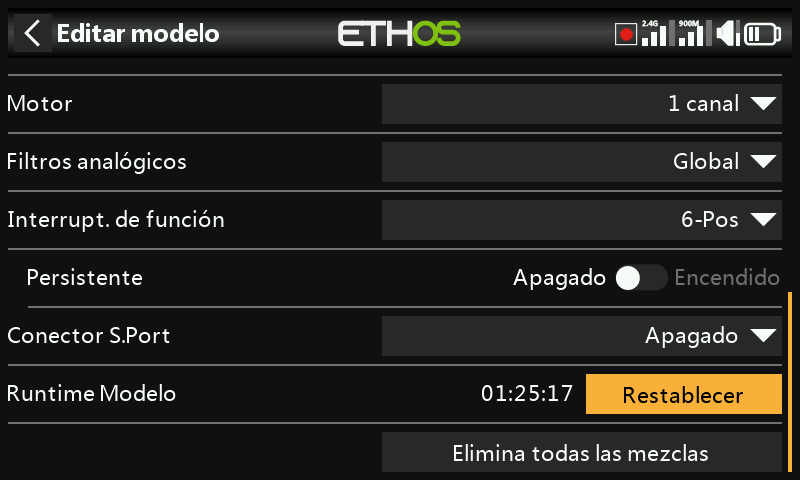 Editar modelo
ETHOS
2.4G
900M
Motor
1 canal
Filtros analógicos
Global
Interrupt. de función
6-Pos
Persistente
Apagado
Encendido
Conector S.Port
Apagado
Runtime Modelo
01:25:17
Restablecer
Elimina todas las mezclas